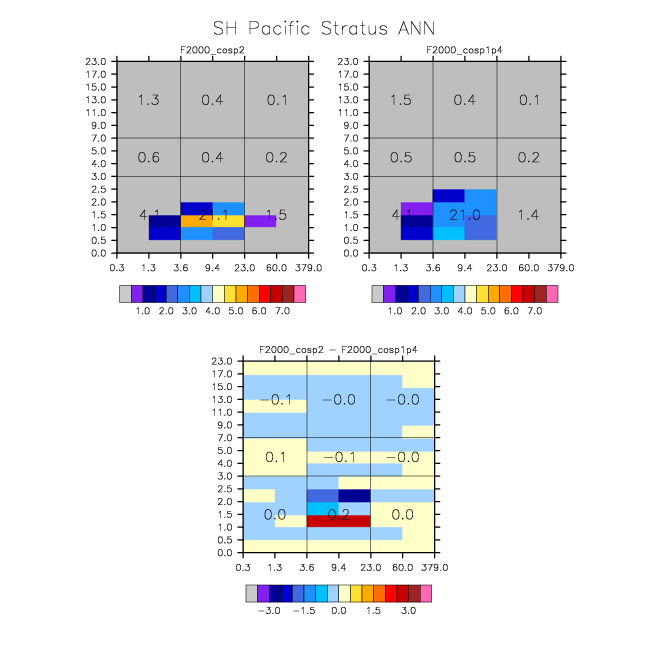 SH Pacific Stratus ANN
F2000_cosp2
23.0
17.0
15.0
13.0
11.0
9.0
7.0
5.0
4.0
3.0
2.5
2.0
1.5
1.0
0.5
0.0
1.3 0.4 0.1
0.6 0.4 0.2
4.1 21.1 1.5
0.3 1.3 3.6 9.4 23.0 60.0 379.0
1.0 2.0 3.0 4.0 5.0 6.0 7.0
F2000_cosp1p4
23.0
17.0
15.0
13.0
11.0
9.0
7.0
5.0
4.0
3.0
2.5
2.0
1.5
1.0
0.5
0.0
1.5 0.4 0.1
0.5 0.5 0.2
4.1 21.0 1.4
0.3 1.3 3.6 9.4 23.0 60.0 379.0
1.0 2.0 3.0 4.0 5.0 6.0 7.0
F2000_cosp2 − F2000_cosp1p4
23.0
17.0
15.0
13.0
11.0
9.0
7.0
5.0
4.0
3.0
2.5
2.0
1.5
1.0
0.5
0.0
−0.1 −0.0 −0.0
0.1 −0.1 −0.0
0.0 0.2 0.0
0.3 1.3 3.6 9.4 23.0 60.0 379.0
−3.0 −1.5 0.0 1.5 3.0